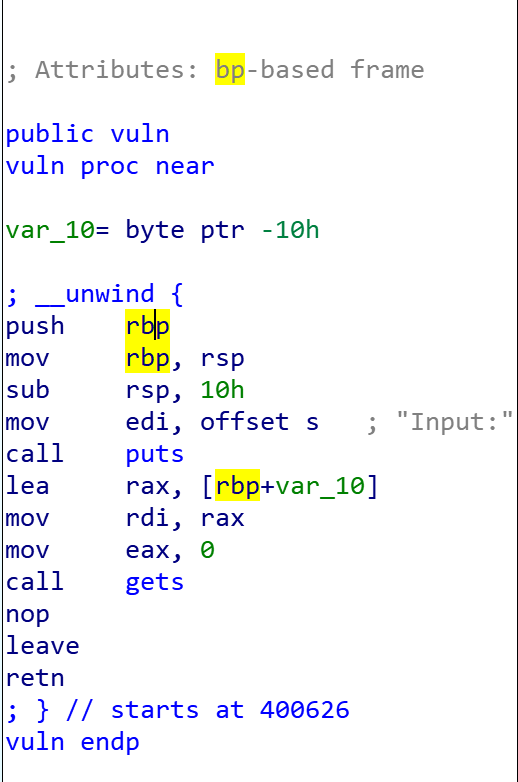 ; Attributes: bp-based frame
public vuln
vuln proc near
var_10= byte ptr -10h
; __unwind {
push    rbp
mov     rbp, rsp
sub     rsp, 10h
mov     edi, offset s   ; "Input:"
call    puts
lea     rax, [rbp+var_10]
mov     rdi, rax
mov     eax, 0
call    gets
nop
leave
retn
; } // starts at 400626
vuln endp